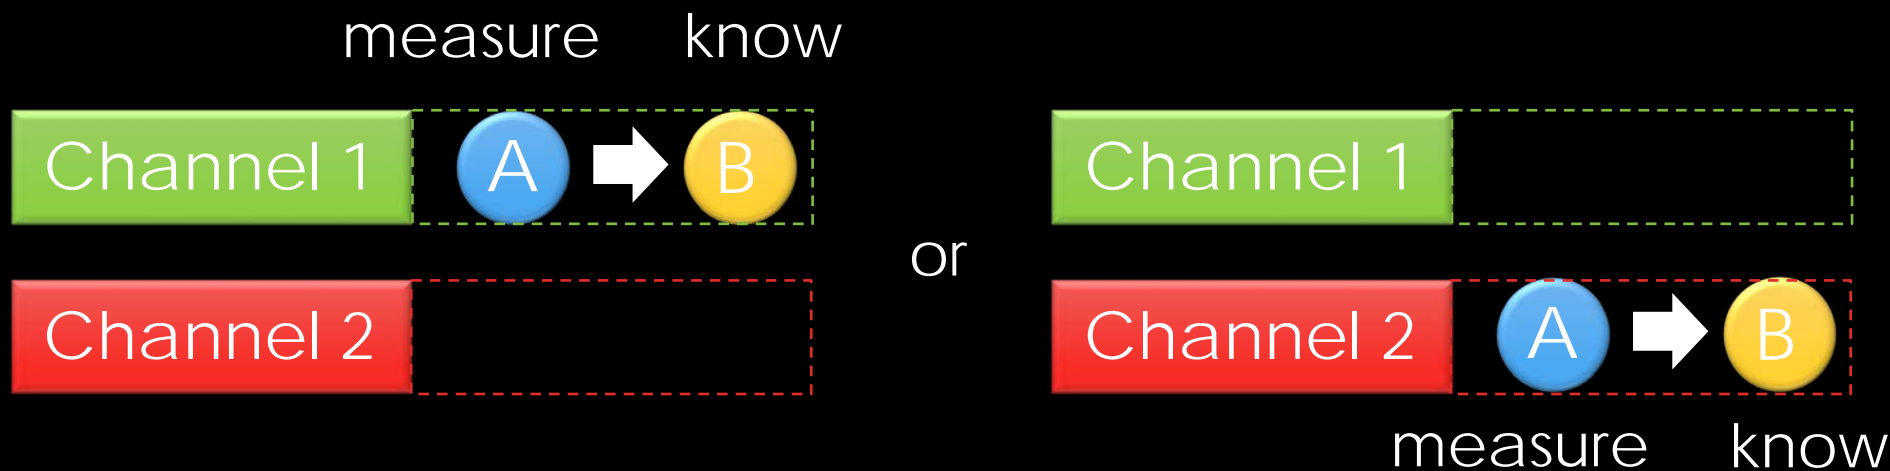 measure know
Channel 1 A B
Channel 2
or
Channel 1
Channel 2 A B
measure know